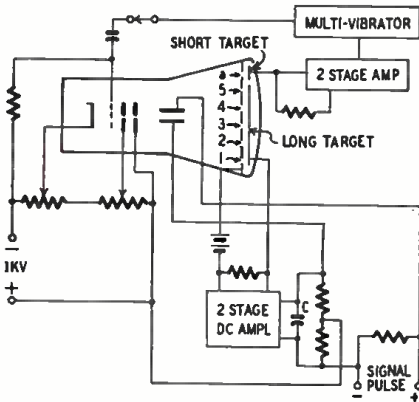 MULTI-VIBRATOR
SHORT TARGET
2 STAGE AMP
a
5
4
3
2
1
LONG TARGET
−
1KV
+
2 STAGE
DC AMPL
C
SIGNAL
PULSE
− +